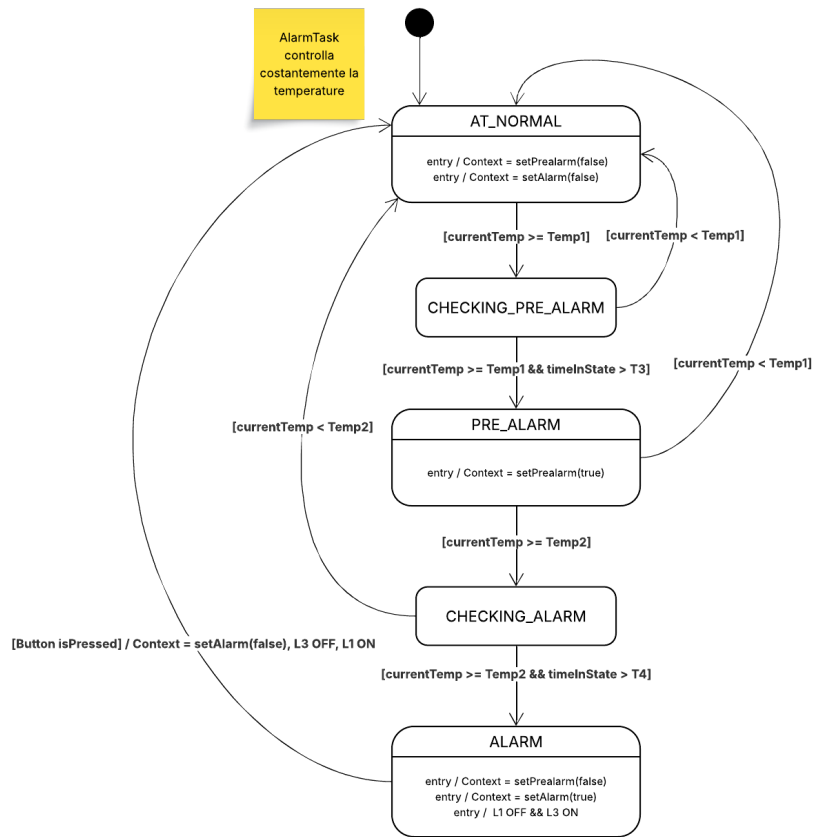 AlarmTask
controlla
costantemente la
temperature
AT_NORMAL
entry / Context = setPrealarm(false)
entry / Context = setAlarm(false)
[currentTemp >= Temp1]
[currentTemp < Temp1]
CHECKING_PRE_ALARM
[currentTemp >= Temp1 && timeInState > T3]
[currentTemp < Temp1]
PRE_ALARM
entry / Context = setPrealarm(true)
[currentTemp < Temp2]
[currentTemp >= Temp2]
CHECKING_ALARM
[Button isPressed] / Context = setAlarm(false), L3 OFF, L1 ON
[currentTemp >= Temp2 && timeInState > T4]
ALARM
entry / Context = setPrealarm(false)
entry / Context = setAlarm(true)
entry / L1 OFF && L3 ON